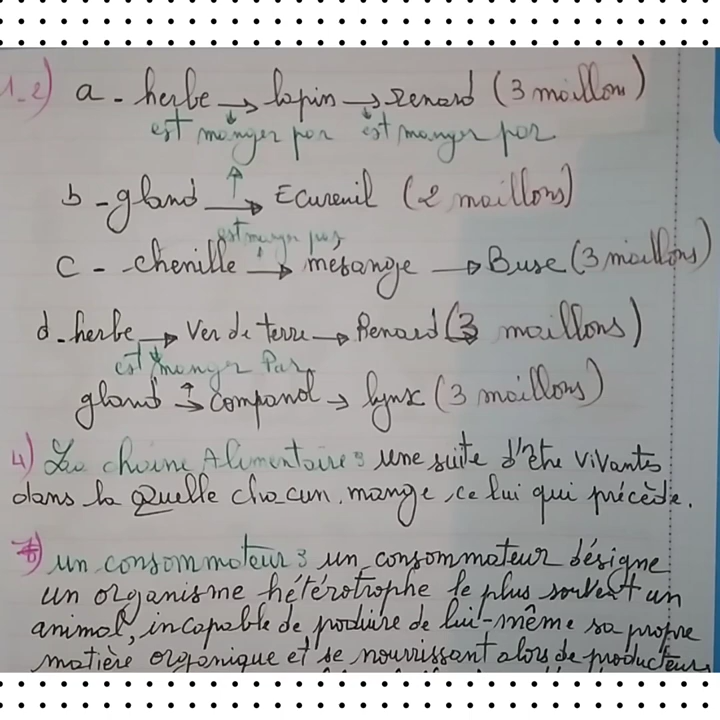 1-2) a - herbe → lapin → renard (3 maillons)
est manger par est manger par
b - gland → Ecureuil (2 maillons)
est manger par
c - chenille → mésange → Buse (3 maillons)
d - herbe → Ver de terre → Renard (3 maillons)
est manger Par
gland → Companol → lynx (3 maillons)
4) La chaine Alimentaire : une suite d'être vivants
dans la Quelle chacun mange celui qui précède.
un consommateur : un consommateur désigne
un organisme hétérotrophe le plus souvent un
animal, incapable de produire de lui-même sa propre
matière organique et se nourrissant alors de producteurs